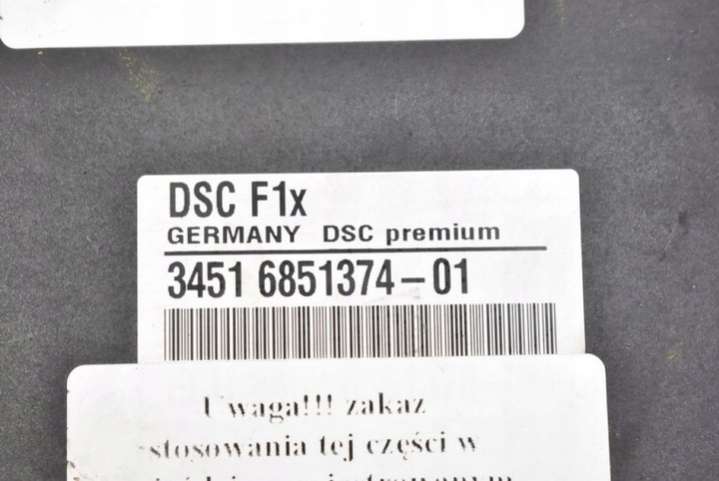 DSC F1x
GERMANY DSC premium
3451 6851374-01
Uwaga!!! zakaz
stosowania tej części w